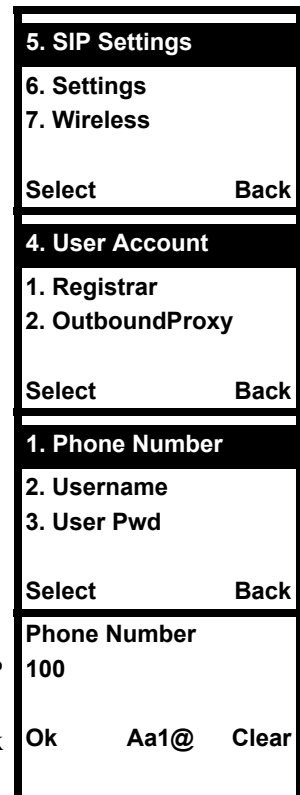 5. SIP Settings
6. Settings
7. Wireless
Select Back
4. User Account
1. Registrar
2. OutboundProxy
Select Back
1. Phone Number
2. Username
3. User Pwd
Select Back
Phone Number
100
Ok Aa1@ Clear